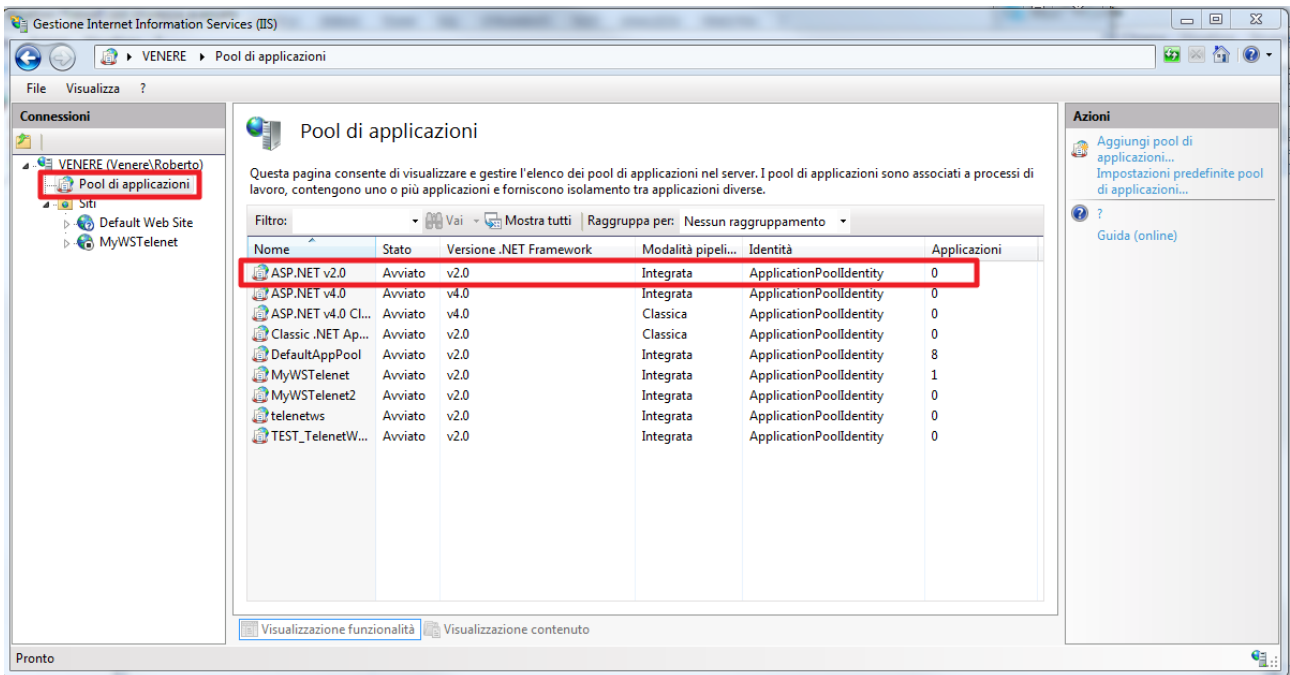 Gestione Internet Information Services (IIS)
VENERE Pool di applicazioni
File Visualizza ?
Connessioni
VENERE (Venere\Roberto)
Pool di applicazioni
Siti
Default Web Site
MyWSTelenet
Pool di applicazioni
Questa pagina consente di visualizzare e gestire l'elenco dei pool di applicazioni nel server. I pool di applicazioni sono associati a processi di
lavoro, contengono uno o più applicazioni e forniscono isolamento tra applicazioni diverse.
Filtro: Vai Mostra tutti Raggruppa per: Nessun raggruppamento
Nome Stato Versione .NET Framework Modalità pipeli... Identità Applicazioni
ASP.NET v2.0 Avviato v2.0 Integrata ApplicationPoolIdentity 0
ASP.NET v4.0 Avviato v4.0 Integrata ApplicationPoolIdentity 0
ASP.NET v4.0 Cl... Avviato v4.0 Classica ApplicationPoolIdentity 0
Classic .NET Ap... Avviato v2.0 Classica ApplicationPoolIdentity 0
DefaultAppPool Avviato v2.0 Integrata ApplicationPoolIdentity 8
MyWSTelenet Avviato v2.0 Integrata ApplicationPoolIdentity 1
MyWSTelenet2 Avviato v2.0 Integrata ApplicationPoolIdentity 0
telenetws Avviato v2.0 Integrata ApplicationPoolIdentity 0
TEST_TelenetW... Avviato v2.0 Integrata ApplicationPoolIdentity 0
Visualizzazione funzionalità Visualizzazione contenuto
Azioni
Aggiungi pool di
applicazioni...
Impostazioni predefinite pool
di applicazioni...
?
Guida (online)
Pronto